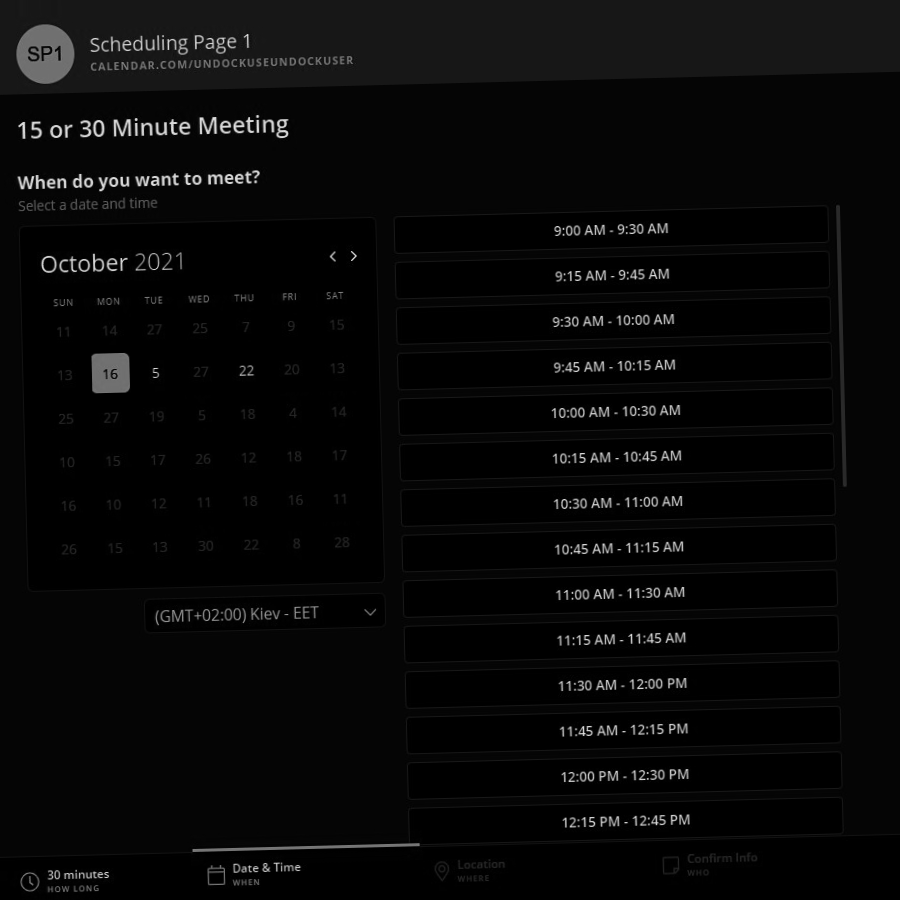 SP1
Scheduling Page 1
CALENDAR.COM/UNDOCKUSEUNDOCKUSER
15 or 30 Minute Meeting
When do you want to meet?
Select a date and time
October 2021
SUN MON TUE WED THU FRI SAT
11 14 27 25 7 9 15
13 16 5 27 22 20 13
25 27 19 5 18 4 14
10 15 17 26 12 18 17
16 10 12 11 18 16 11
26 15 13 30 22 8 28
(GMT+02:00) Kiev - EET
9:00 AM - 9:30 AM
9:15 AM - 9:45 AM
9:30 AM - 10:00 AM
9:45 AM - 10:15 AM
10:00 AM - 10:30 AM
10:15 AM - 10:45 AM
10:30 AM - 11:00 AM
10:45 AM - 11:15 AM
11:00 AM - 11:30 AM
11:15 AM - 11:45 AM
11:30 AM - 12:00 PM
11:45 AM - 12:15 PM
12:00 PM - 12:30 PM
12:15 PM - 12:45 PM
30 minutes
HOW LONG
Date & Time
WHEN
Location
WHERE
Confirm Info
WHO